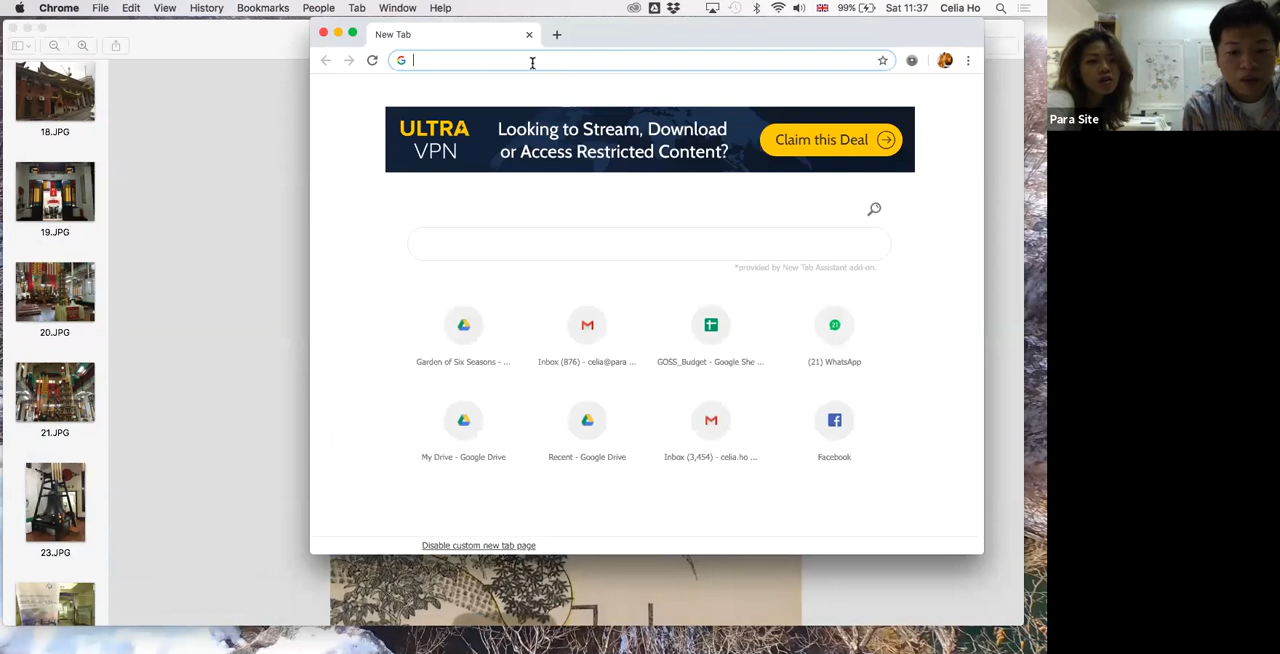 Chrome File Edit View History Bookmarks People Tab Window Help 99% Sat 11:37 Celia Ho
New Tab
ULTRA VPN
Looking to Stream, Download
or Access Restricted Content?
Claim this Deal
*provided by New Tab Assistant add-on.
21
Garden of Six Seasons - ... Inbox (876) - celia@para ... GOSS_Budget - Google She ... (21) WhatsApp
My Drive - Google Drive Recent - Google Drive Inbox (3,454) - celia.ho ... Facebook
Disable custom new tab page
18.JPG
19.JPG
20.JPG
21.JPG
23.JPG
Para Site